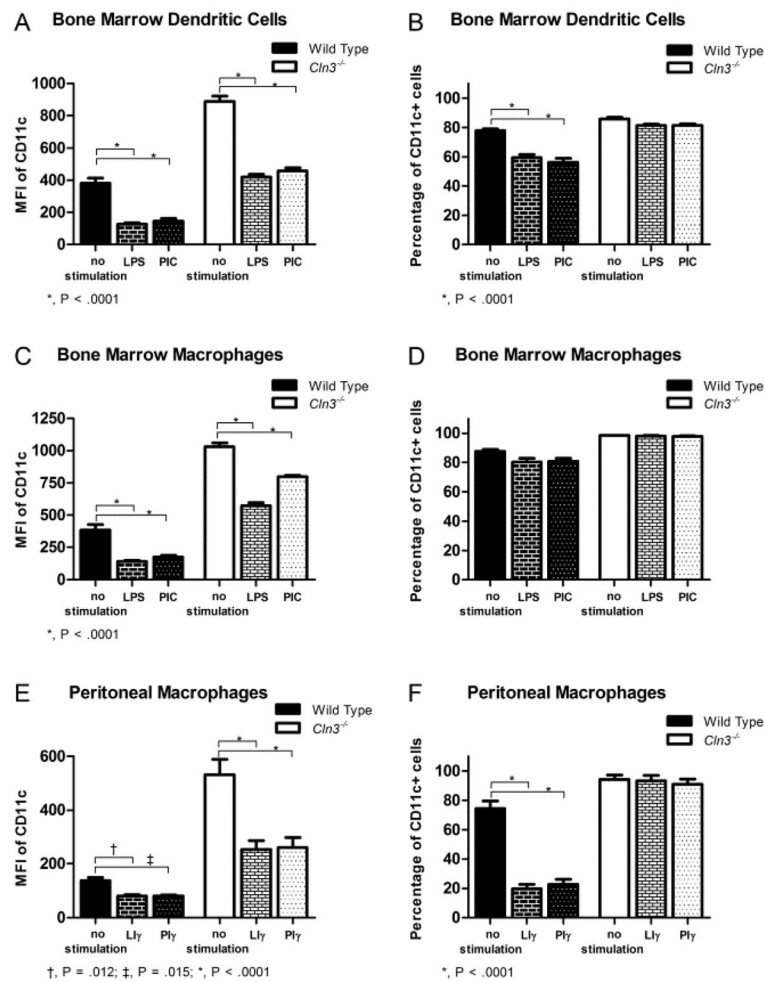 A Bone Marrow Dendritic Cells
Wild Type
Cln3-/-
MFI of CD11c
1000
800
600
400
200
0
* * * *
no stimulation LPS PIC no stimulation LPS PIC
*, P < .0001
B Bone Marrow Dendritic Cells
Wild Type
Cln3-/-
Percentage of CD11c+ cells
100
80
60
40
20
0
* *
no stimulation LPS PIC no stimulation LPS PIC
*, P < .0001
C Bone Marrow Macrophages
Wild Type
Cln3-/-
MFI of CD11c
1250
1000
750
500
250
0
* * * *
no stimulation LPS PIC no stimulation LPS PIC
*, P < .0001
D Bone Marrow Macrophages
Wild Type
Cln3-/-
Percentage of CD11c+ cells
100
80
60
40
20
0
no stimulation LPS PIC no stimulation LPS PIC
E Peritoneal Macrophages
Wild Type
Cln3-/-
MFI of CD11c
600
400
200
0
† ‡ * *
no stimulation LIγ PIγ no stimulation LIγ PIγ
†, P = .012; ‡, P = .015; *, P < .0001
F Peritoneal Macrophages
Wild Type
Cln3-/-
Percentage of CD11c+ cells
100
80
60
40
20
0
* *
no stimulation LIγ PIγ no stimulation LIγ PIγ
*, P < .0001